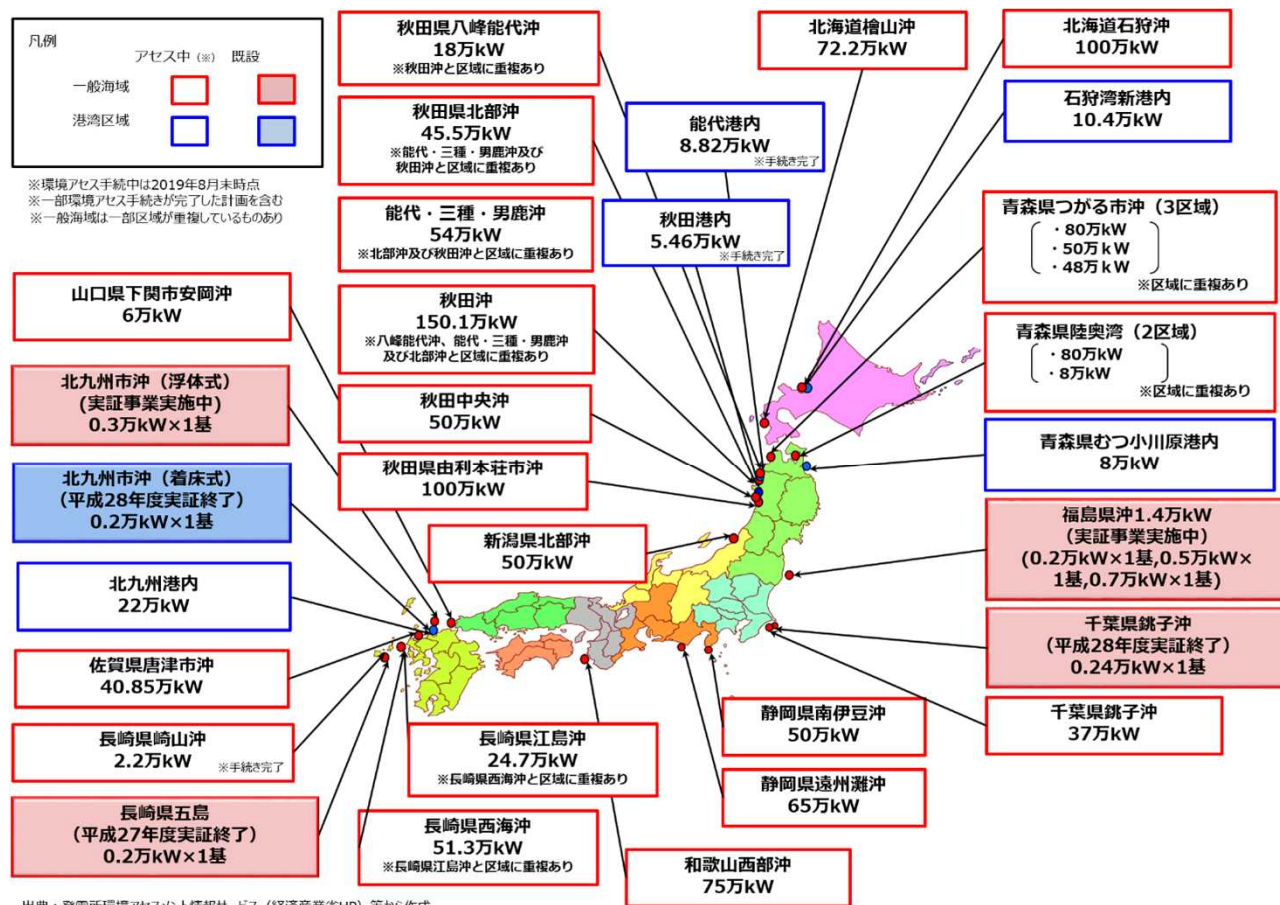 凡例
アセス中（※）　既設
一般海域
港湾区域
※環境アセス手続中は2019年8月末時点
※一部環境アセス手続きが完了した計画を含む
※一般海域は一部区域が重複しているものあり
秋田県八峰能代沖
18万kW
※秋田沖と区域に重複あり
秋田県北部沖
45.5万kW
※能代・三種・男鹿沖及び
秋田沖と区域に重複あり
能代・三種・男鹿沖
54万kW
※北部沖及び秋田沖と区域に重複あり
秋田沖
150.1万kW
※八峰能代沖、能代・三種・男鹿沖
及び北部沖と区域に重複あり
秋田中央沖
50万kW
秋田県由利本荘市沖
100万kW
新潟県北部沖
50万kW
能代港内
8.82万kW
※手続き完了
秋田港内
5.46万kW
※手続き完了
北海道檜山沖
72.2万kW
北海道石狩沖
100万kW
石狩湾新港内
10.4万kW
青森県つがる市沖（3区域）
・80万kW
・50万ｋW
・48万ｋW
※区域に重複あり
青森県陸奥湾（2区域）
・80万kW
・8万kW
※区域に重複あり
青森県むつ小川原港内
8万kW
福島県沖1.4万kW
（実証事業実施中）
(0.2万kW×1基,0.5万kW×
1基,0.7万kW×1基)
千葉県銚子沖
（平成28年度実証終了）
0.24万kW×1基
千葉県銚子沖
37万kW
静岡県南伊豆沖
50万kW
静岡県遠州灘沖
65万kW
和歌山西部沖
75万kW
山口県下関市安岡沖
6万kW
北九州市沖（浮体式）
(実証事業実施中)
0.3万kW×1基
北九州市沖（着床式）
（平成28年度実証終了）
0.2万kW×1基
北九州港内
22万kW
佐賀県唐津市沖
40.85万kW
長崎県崎山沖
2.2万kW
※手続き完了
長崎県五島
（平成27年度実証終了）
0.2万kW×1基
長崎県江島沖
24.7万kW
※長崎県西海沖と区域に重複あり
長崎県西海沖
51.3万kW
※長崎県江島沖と区域に重複あり